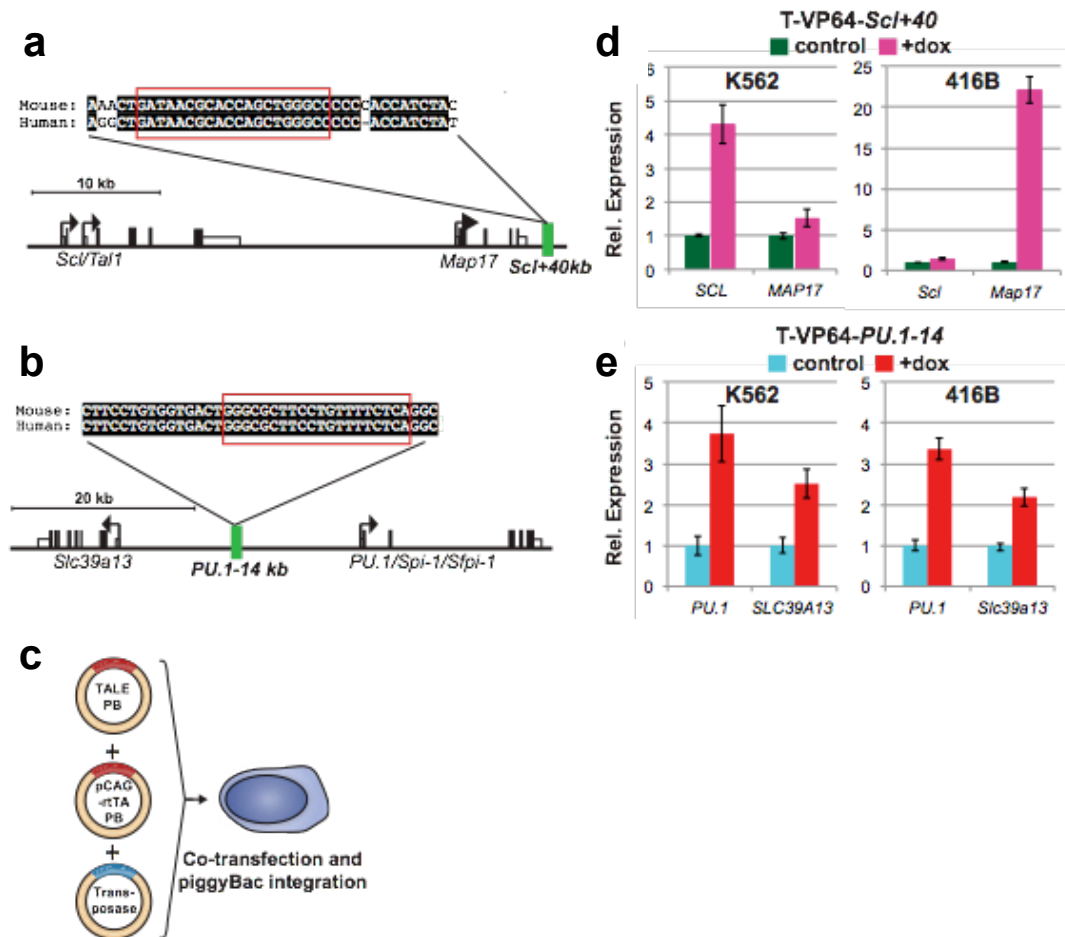 a
Mouse: AAACTGATAACGCACCAGCTGGGCCCCCCCACCATCTAC
Human: AGGCTGATAACGCACCAGCTGGGCCCCC-ACCATCTAT
10 kb
Scl/Tal1
Map17
Scl+40kb
b
Mouse: CTTCCTGTGGTGACTGGGCGCTTCCTGTTTTCTCAGGC
Human: CTTCCTGTGGTGACTGGGCGCTTCCTGTTTTCTCAGGC
20 kb
Slc39a13
PU.1-14 kb
PU.1/Spi-1/Sfpi-1
c
TALE
PB
+
pCAG
-rtTA
PB
+
Trans-
posase
Co-transfection and
piggyBac integration
d
T-VP64-Scl+40
control +dox
K562
Rel. Expression
6
5
4
3
2
1
0
SCL MAP17
416B
25
20
15
10
5
0
Scl Map17
e
T-VP64-PU.1-14
control +dox
K562
Rel. Expression
5
4
3
2
1
0
PU.1 SLC39A13
416B
5
4
3
2
1
0
PU.1 Slc39a13